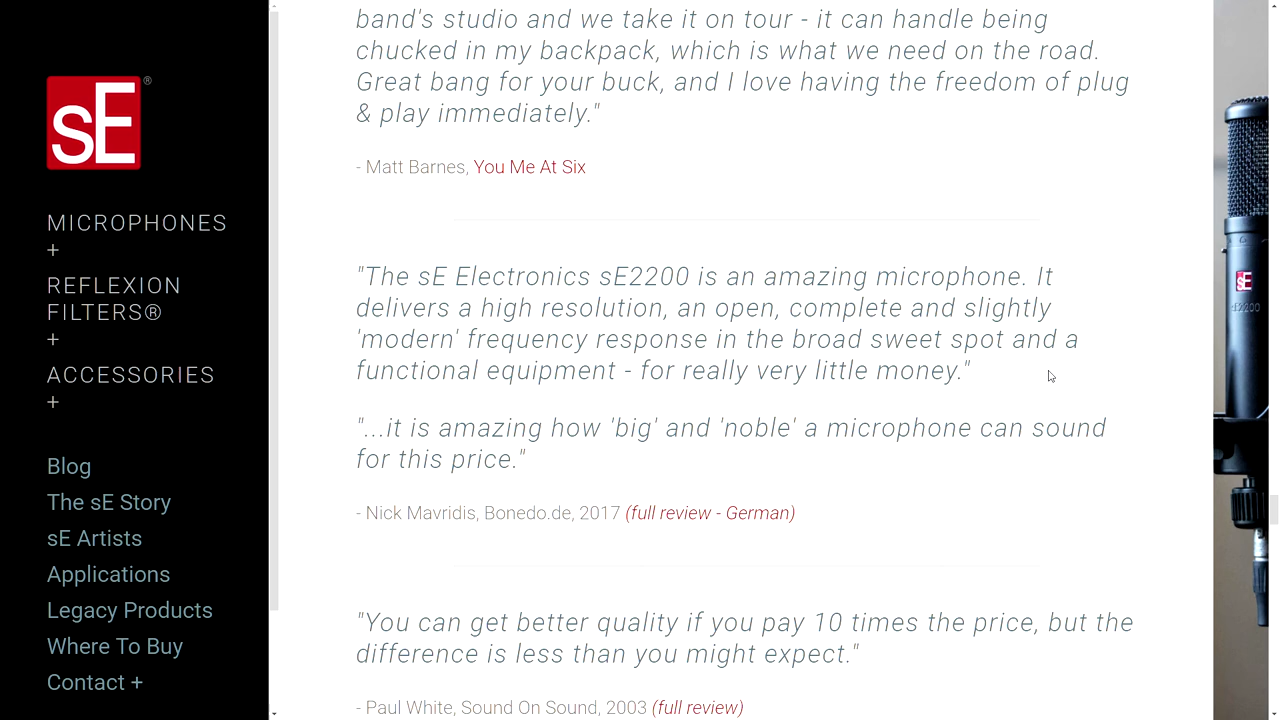 sE®
MICROPHONES
+
REFLEXION
FILTERS®
+
ACCESSORIES
+
Blog
The sE Story
sE Artists
Applications
Legacy Products
Where To Buy
Contact +
band's studio and we take it on tour - it can handle being
chucked in my backpack, which is what we need on the road.
Great bang for your buck, and I love having the freedom of plug
& play immediately."
- Matt Barnes, You Me At Six
"The sE Electronics sE2200 is an amazing microphone. It
delivers a high resolution, an open, complete and slightly
'modern' frequency response in the broad sweet spot and a
functional equipment - for really very little money."
"...it is amazing how 'big' and 'noble' a microphone can sound
for this price."
- Nick Mavridis, Bonedo.de, 2017 (full review - German)
"You can get better quality if you pay 10 times the price, but the
difference is less than you might expect."
- Paul White, Sound On Sound, 2003 (full review)
sE
sE2200